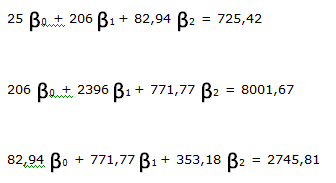 25 β₀ + 206 β₁ + 82,94 β₂ = 725,42
206 β₀ + 2396 β₁ + 771,77 β₂ = 8001,67
82,94 β₀ + 771,77 β₁ + 353,18 β₂ = 2745,81